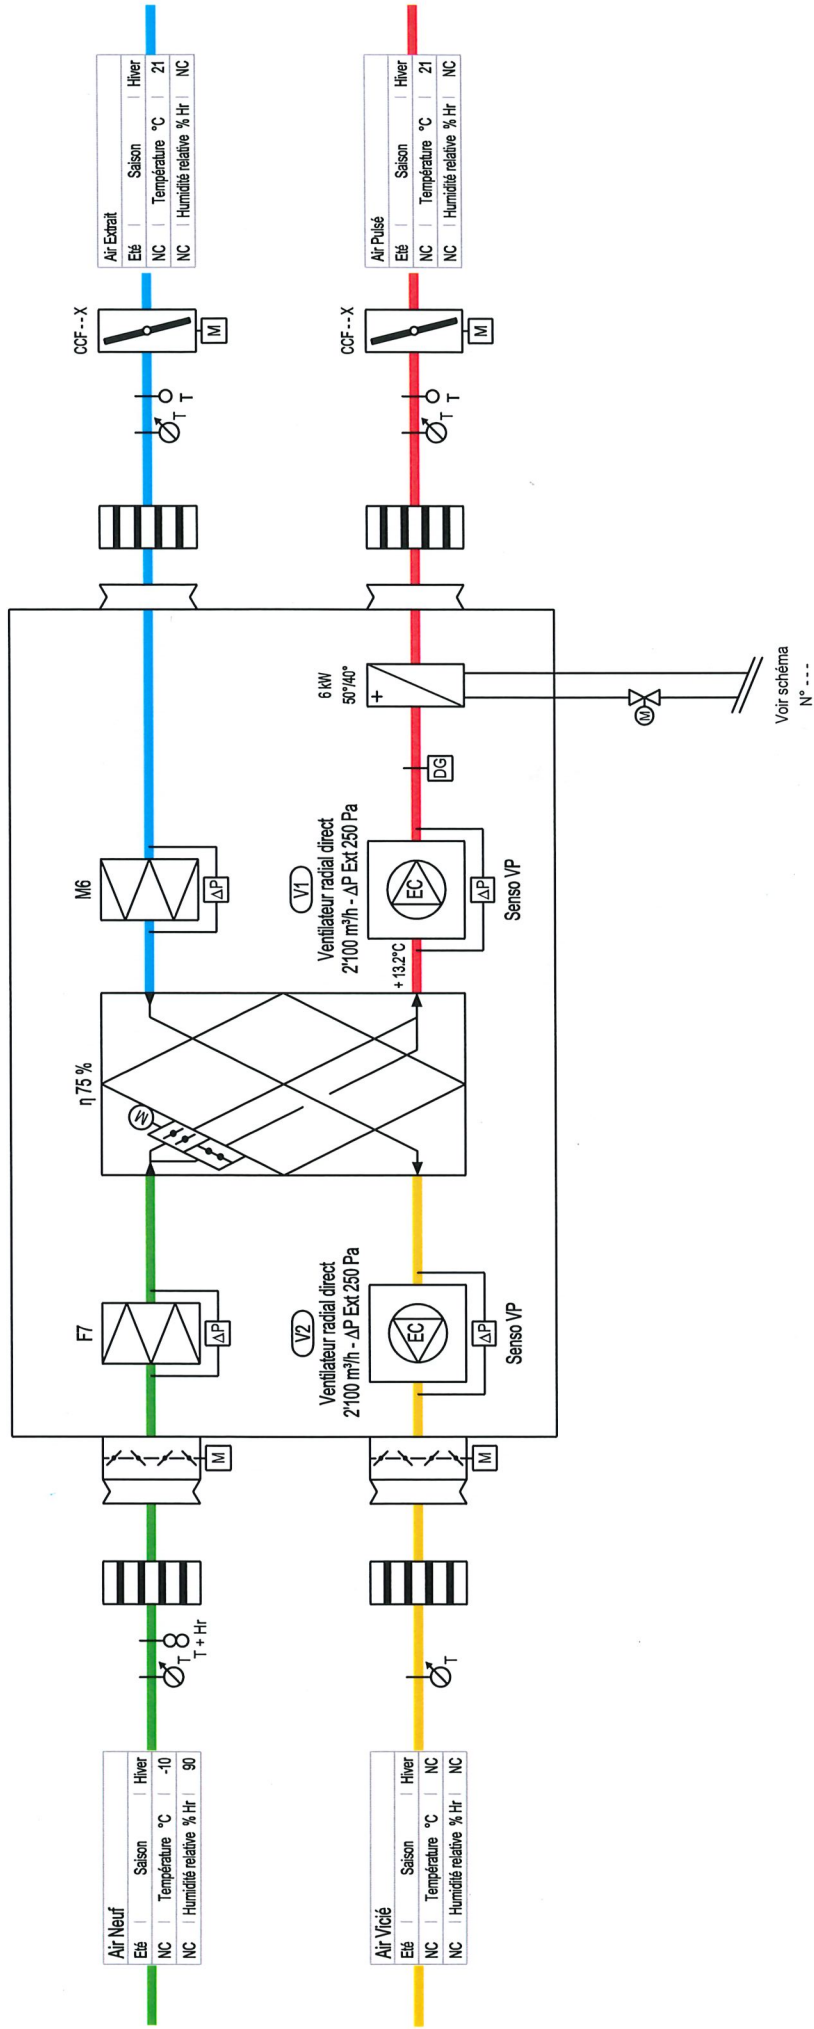 Air Neuf
Eté | Saison | Hiver
NC | Température °C | -10
NC | Humidité relative % Hr | 90
T
T + Hr
M
F7
ΔP
η 75 %
M
M6
ΔP
T
T
CCF - - X
M
Air Extrait
Eté | Saison | Hiver
NC | Température °C | 21
NC | Humidité relative % Hr | NC
Air Vicié
Eté | Saison | Hiver
NC | Température °C | NC
NC | Humidité relative % Hr | NC
T
M
V2
Ventilateur radial direct
2'100 m³/h - ΔP Ext 250 Pa
EC
ΔP
Senso VP
+ 13.2°C
V1
Ventilateur radial direct
2'100 m³/h - ΔP Ext 250 Pa
EC
ΔP
Senso VP
DG
6 kW
50°/40°
+
M
Voir schéma
N° - - -
T
T
CCF - - X
M
Air Pulsé
Eté | Saison | Hiver
NC | Température °C | 21
NC | Humidité relative % Hr | NC